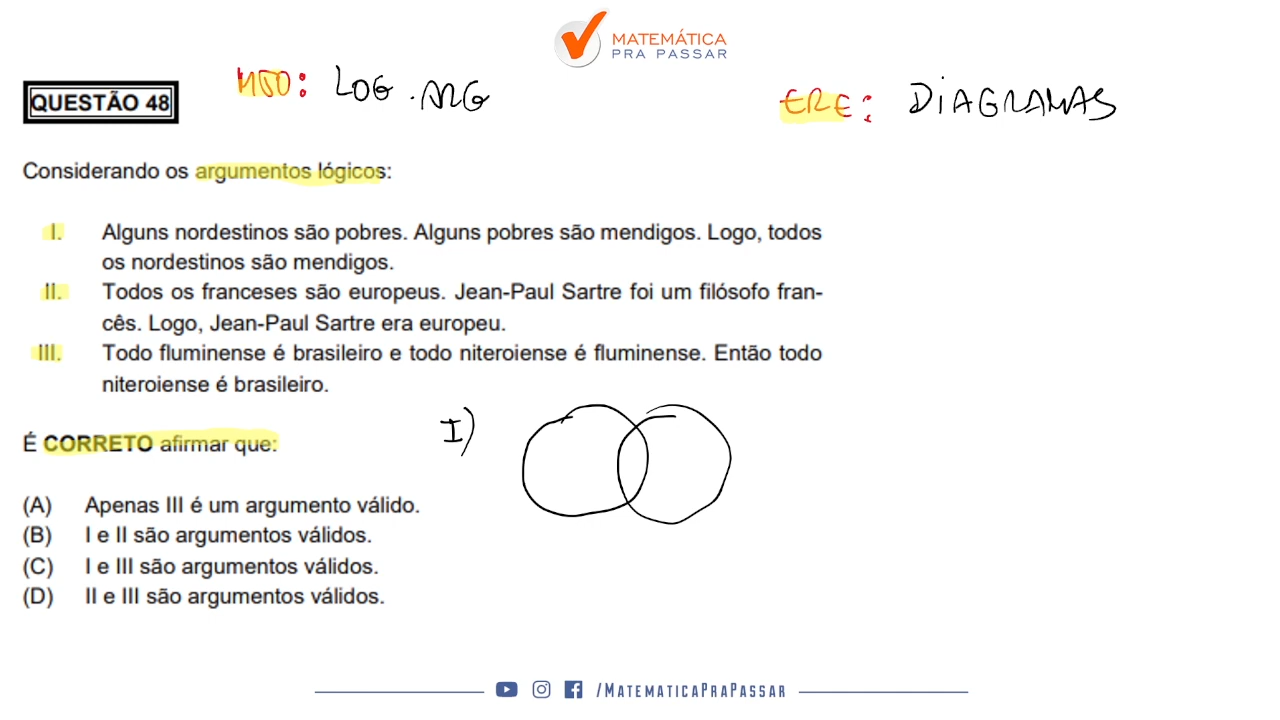 MATEMÁTICA
PRA PASSAR
QUESTÃO 48
LOG. ARG
DIAGRAMAS
Considerando os argumentos lógicos:
I. Alguns nordestinos são pobres. Alguns pobres são mendigos. Logo, todos
os nordestinos são mendigos.
II. Todos os franceses são europeus. Jean-Paul Sartre foi um filósofo fran-
cês. Logo, Jean-Paul Sartre era europeu.
III. Todo fluminense é brasileiro e todo niteroiense é fluminense. Então todo
niteroiense é brasileiro.
I)
É CORRETO afirmar que:
(A) Apenas III é um argumento válido.
(B) I e II são argumentos válidos.
(C) I e III são argumentos válidos.
(D) II e III são argumentos válidos.
/MATEMATICAPRAPASSAR